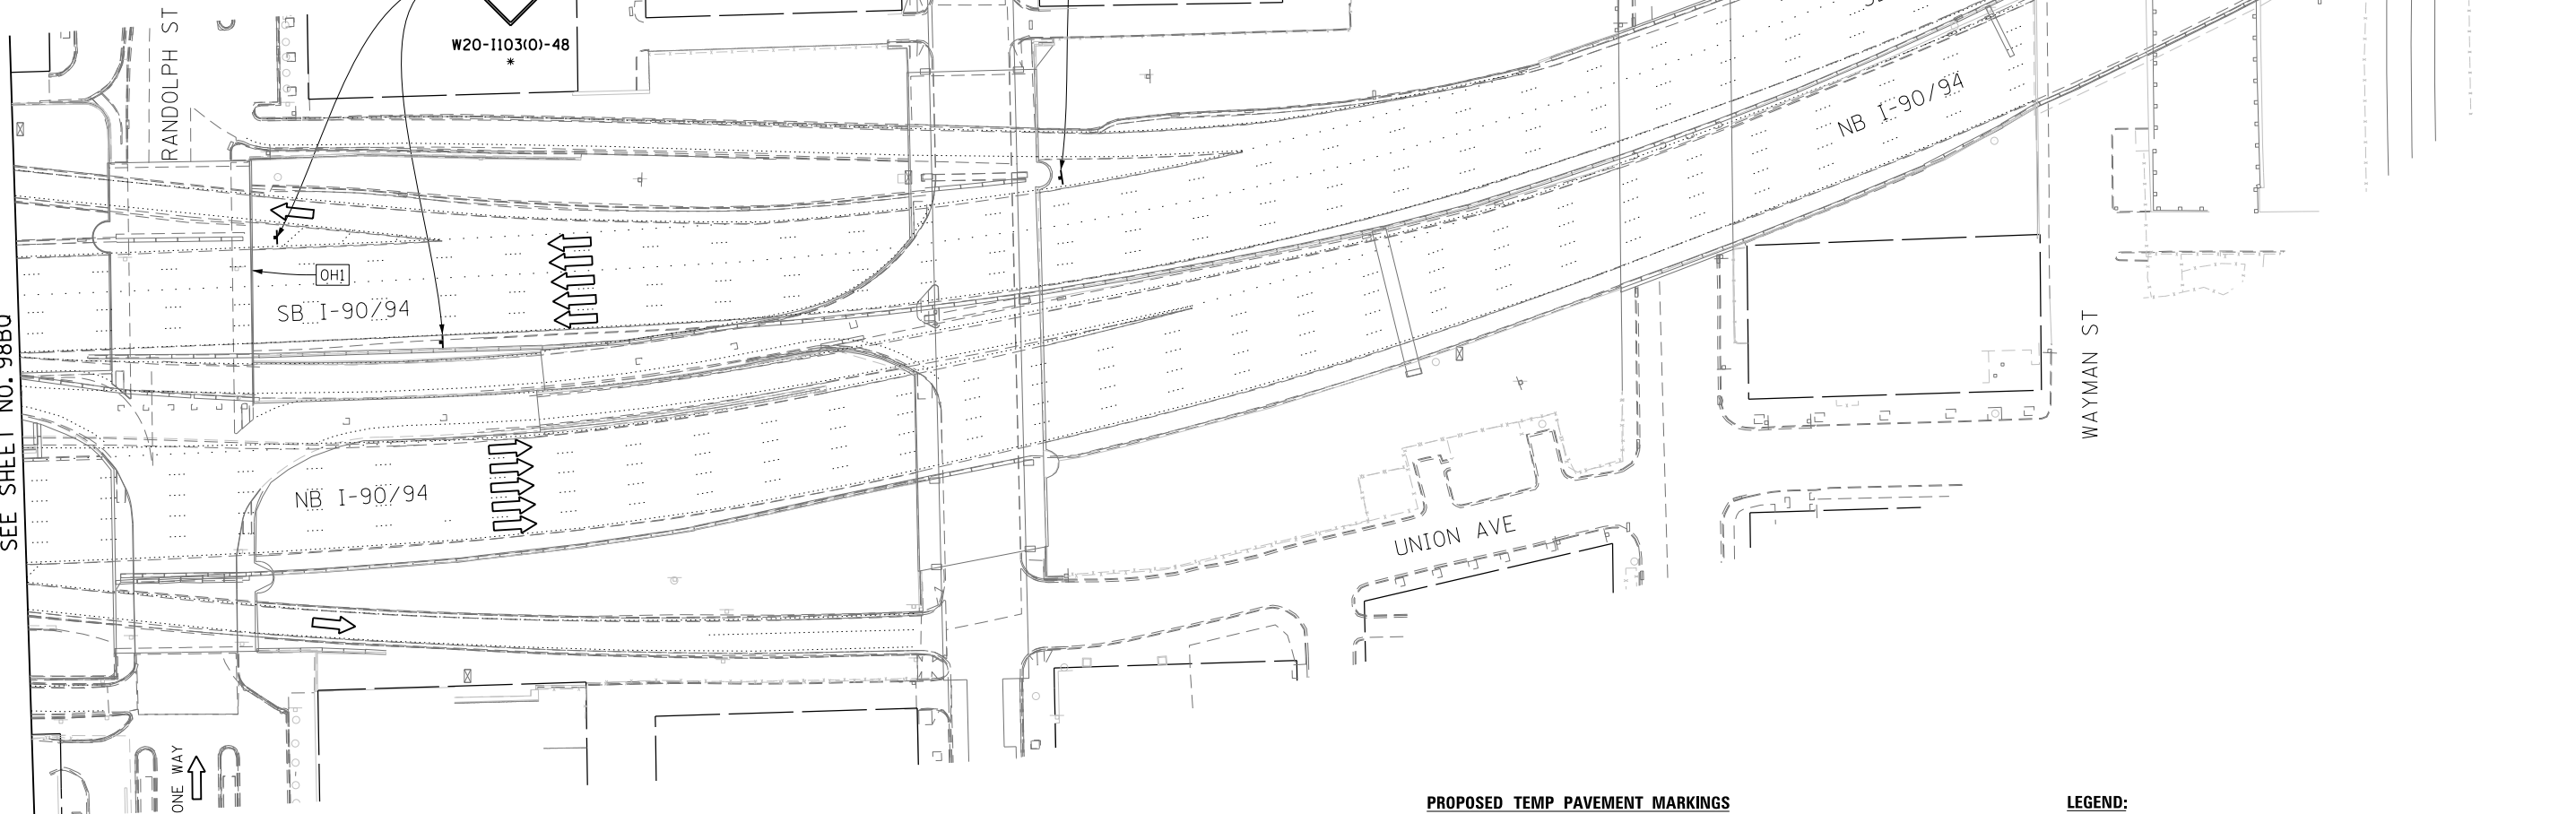 W20-I103(O)-48
*
RANDOLPH ST
NB I-90/94
OH1
SB I-90/94
SEE SHEET NO. 98BQ
WAYMAN ST
NB I-90/94
UNION AVE
ONE WAY
PROPOSED TEMP PAVEMENT MARKINGS
LEGEND: